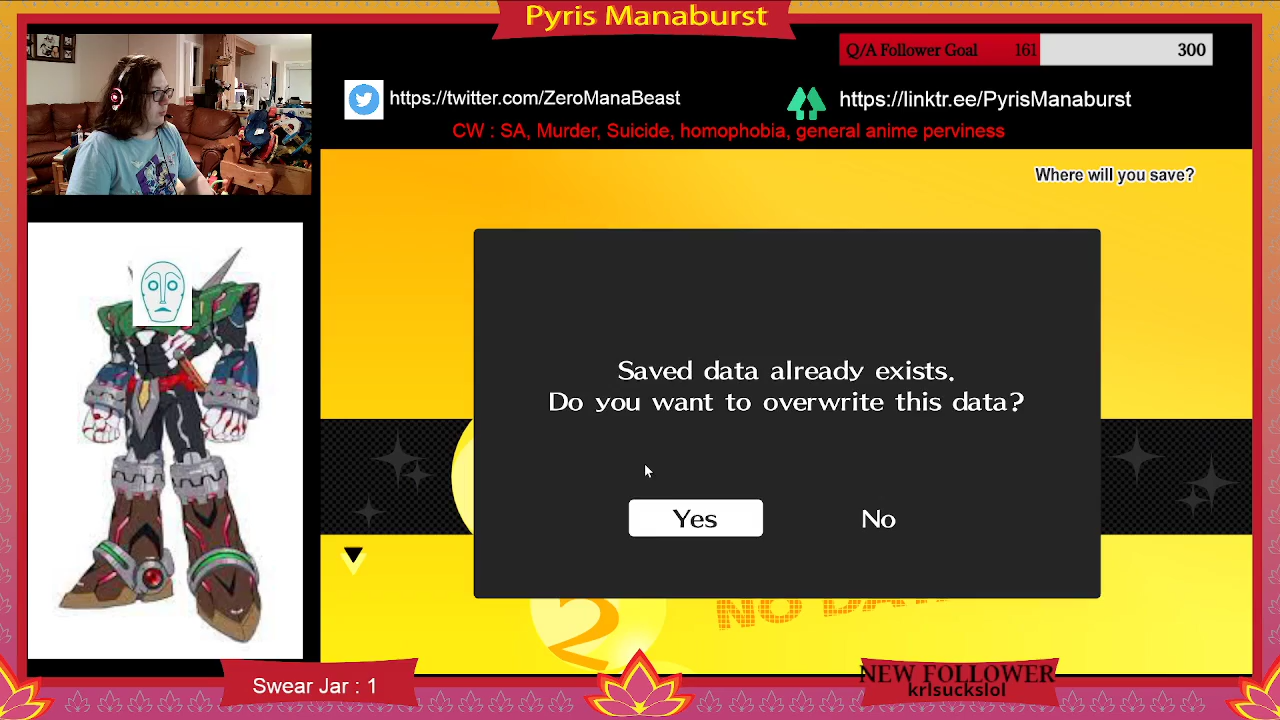 Pyris Manaburst
Q/A Follower Goal 161 300
https://twitter.com/ZeroManaBeast
https://linktr.ee/PyrisManaburst
CW : SA, Murder, Suicide, homophobia, general anime perviness
Where will you save?
Saved data already exists.
Do you want to overwrite this data?
Yes No
2
Swear Jar : 1
NEW FOLLOWER
krlsuckslol